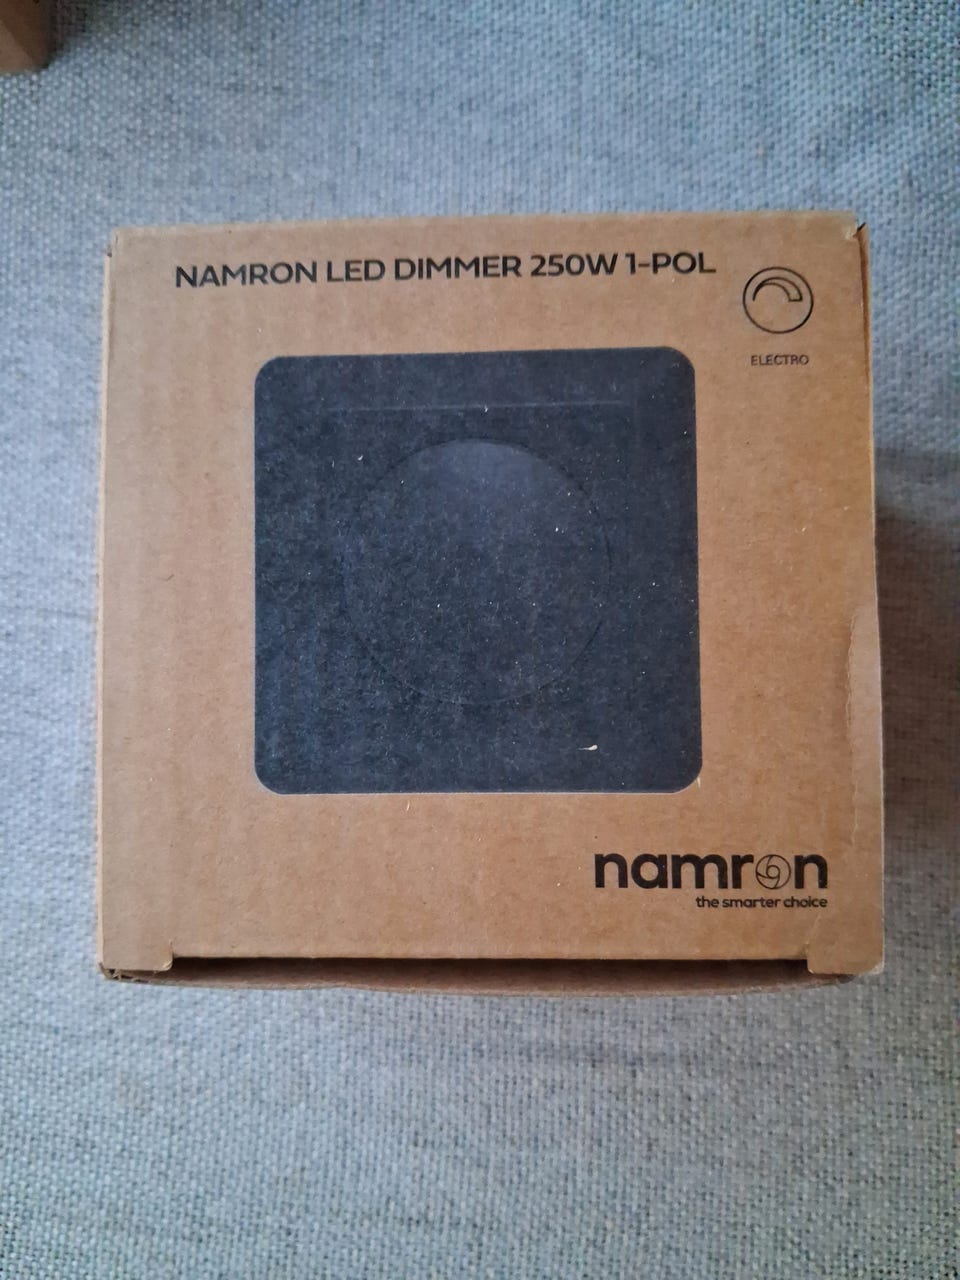 NAMRON LED DIMMER 250W 1-POL
ELECTRO
namron
the smarter choice